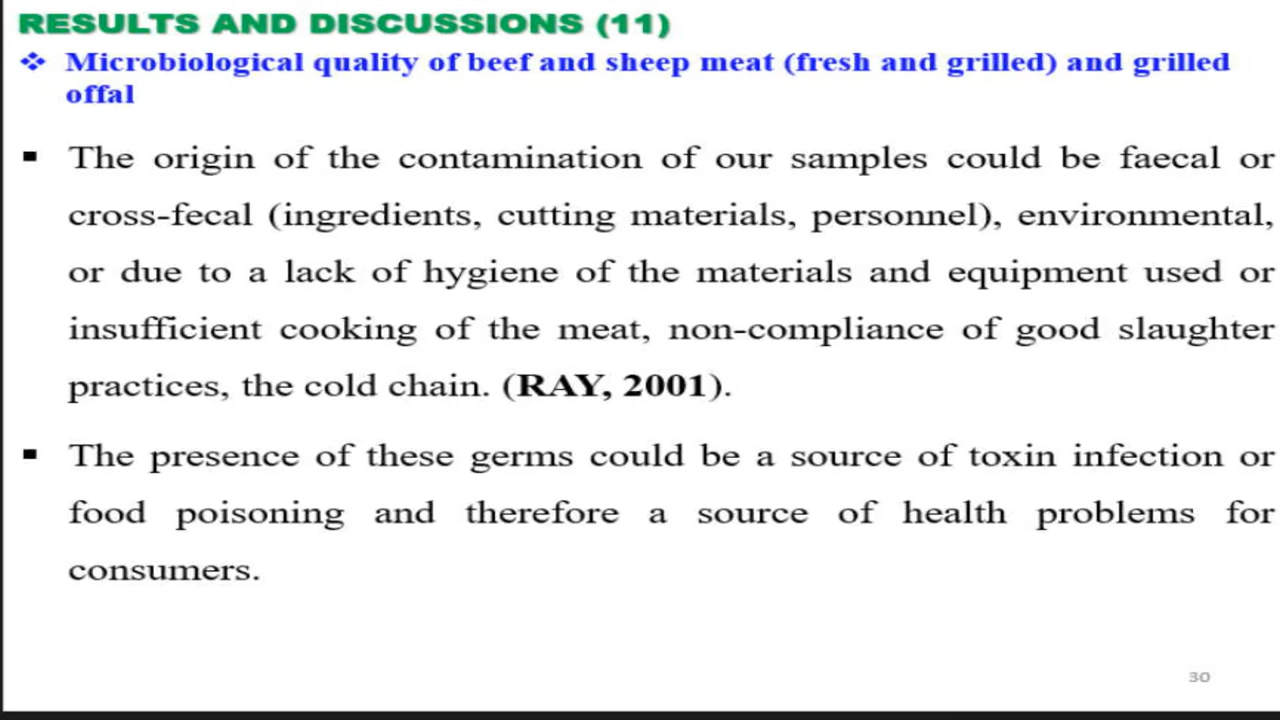 RESULTS AND DISCUSSIONS (11)
❖ Microbiological quality of beef and sheep meat (fresh and grilled) and grilled
offal
▪ The origin of the contamination of our samples could be faecal or
cross-fecal (ingredients, cutting materials, personnel), environmental,
or due to a lack of hygiene of the materials and equipment used or
insufficient cooking of the meat, non-compliance of good slaughter
practices, the cold chain. (RAY, 2001).
▪ The presence of these germs could be a source of toxin infection or
food poisoning and therefore a source of health problems for
consumers.
30